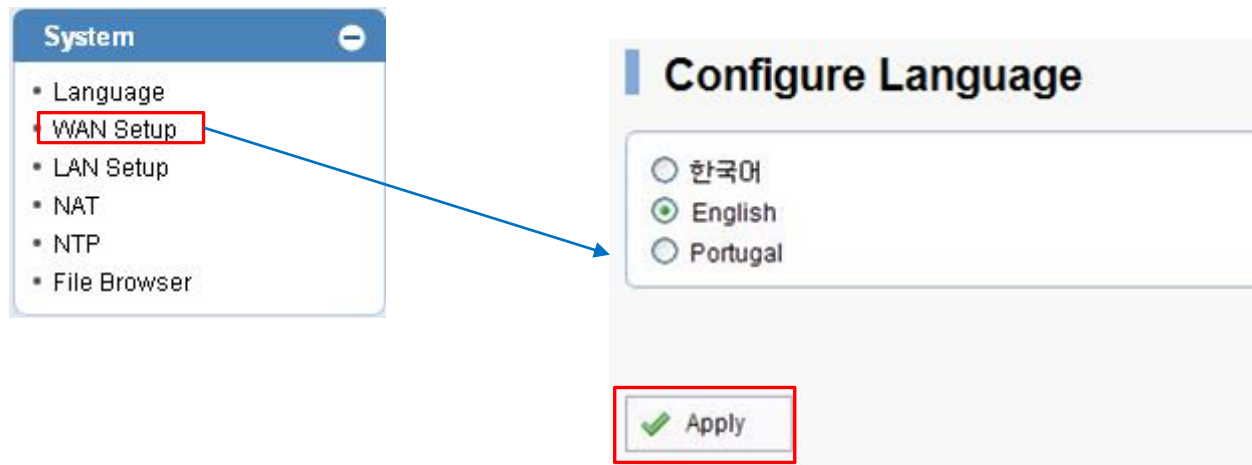 System
Language
WAN Setup
LAN Setup
NAT
NTP
File Browser
Configure Language
한국어
English
Portugal
Apply